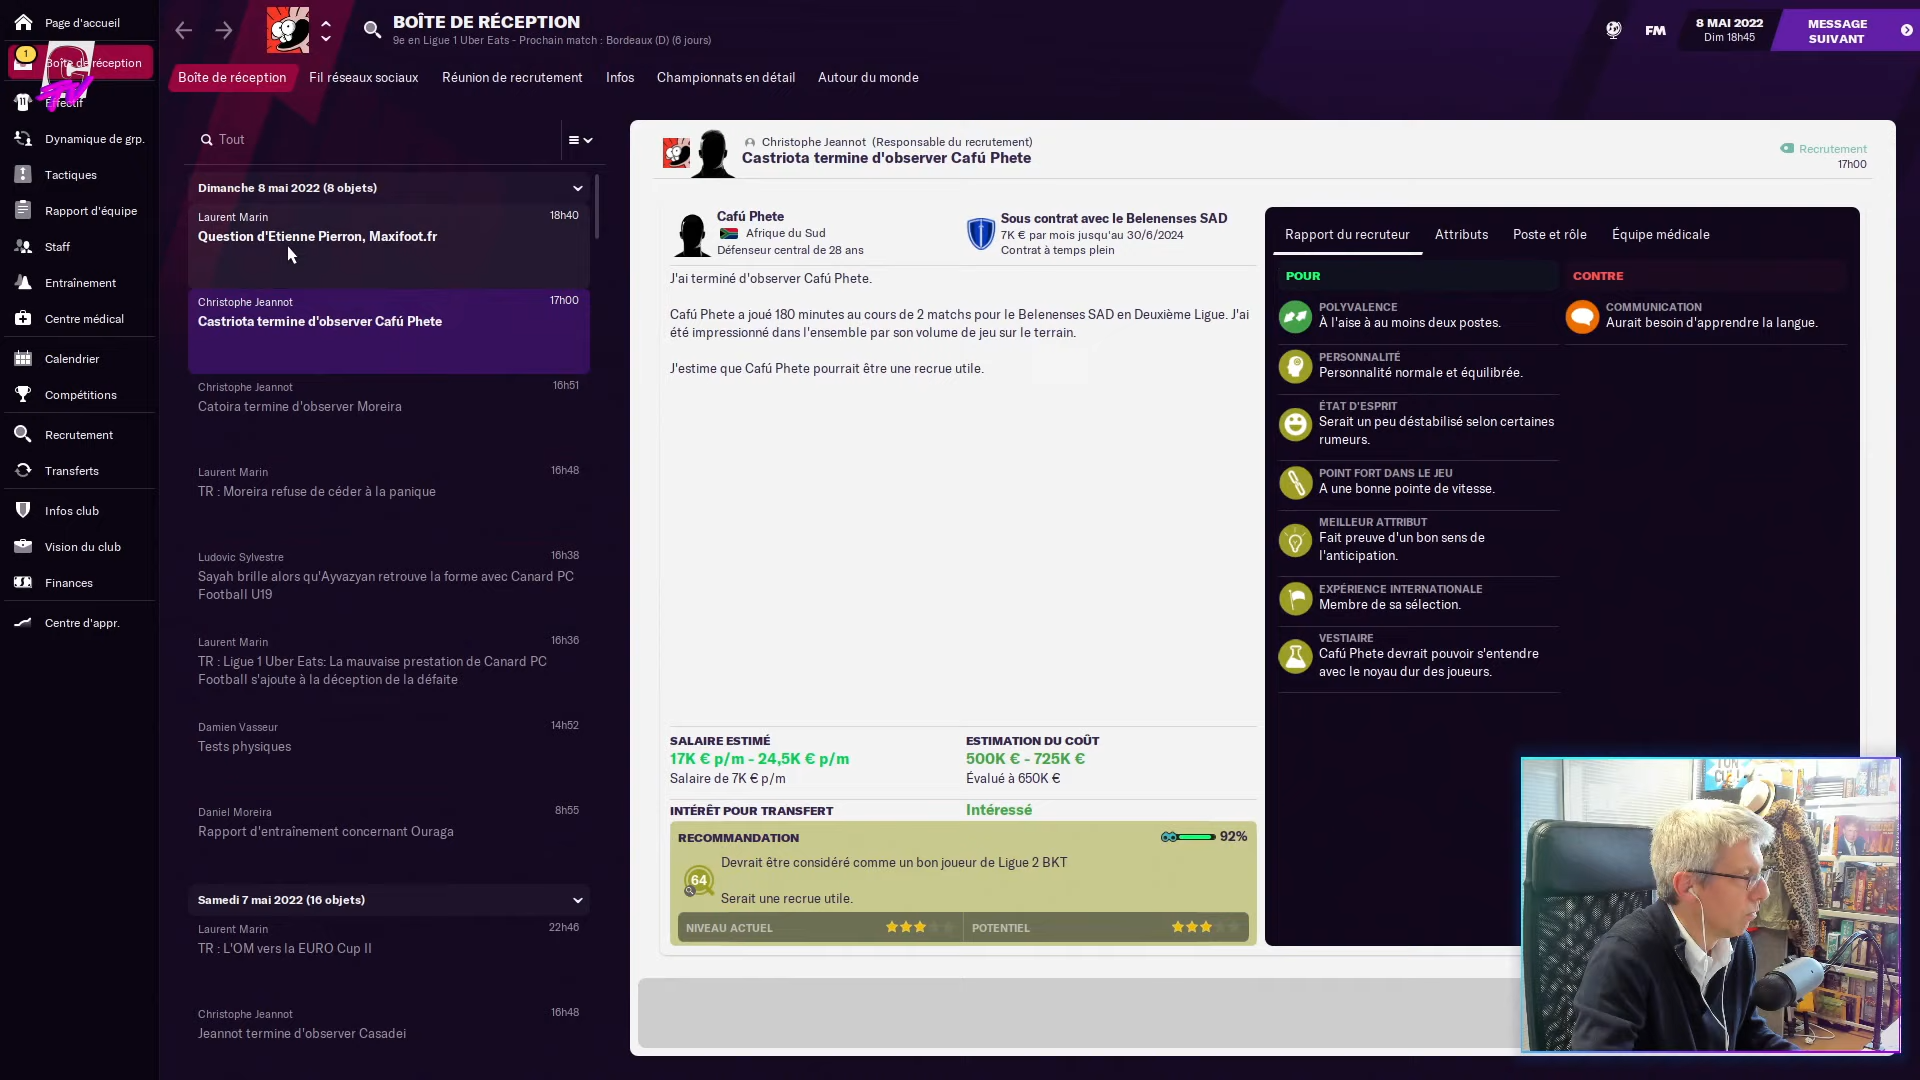 Page d'accueil
1
Boîte de réception
TV
Effectif
Dynamique de grp.
Tactiques
Rapport d'équipe
Staff
Entraînement
Centre médical
Calendrier
Compétitions
Recrutement
Transferts
Infos club
Vision du club
Finances
Centre d'appr.
BOÎTE DE RÉCEPTION
9e en Ligue 1 Uber Eats - Prochain match : Bordeaux (D) (6 jours)
FM
8 MAI 2022
Dim 18h45
MESSAGE
SUIVANT
Boîte de réception
Fil réseaux sociaux
Réunion de recrutement
Infos
Championnats en détail
Autour du monde
Tout
Dimanche 8 mai 2022 (8 objets)
Laurent Marin 18h40
Question d'Etienne Pierron, Maxifoot.fr
Christophe Jeannot 17h00
Castriota termine d'observer Cafú Phete
Christophe Jeannot 16h51
Catoira termine d'observer Moreira
Laurent Marin 16h48
TR : Moreira refuse de céder à la panique
Ludovic Sylvestre 16h38
Sayah brille alors qu'Ayvazyan retrouve la forme avec Canard PC
Football U19
Laurent Marin 16h36
TR : Ligue 1 Uber Eats: La mauvaise prestation de Canard PC
Football s'ajoute à la déception de la défaite
Damien Vasseur 14h52
Tests physiques
Daniel Moreira 8h55
Rapport d'entraînement concernant Ouraga
Samedi 7 mai 2022 (16 objets)
Laurent Marin 22h46
TR : L'OM vers la EURO Cup II
Christophe Jeannot 16h48
Jeannot termine d'observer Casadei
Christophe Jeannot (Responsable du recrutement)
Castriota termine d'observer Cafú Phete
Recrutement
17h00
Cafú Phete
Afrique du Sud
Défenseur central de 28 ans
Sous contrat avec le Belenenses SAD
7K € par mois jusqu'au 30/6/2024
Contrat à temps plein
J'ai terminé d'observer Cafú Phete.
Cafú Phete a joué 180 minutes au cours de 2 matchs pour le Belenenses SAD en Deuxième Ligue. J'ai
été impressionné dans l'ensemble par son volume de jeu sur le terrain.
J'estime que Cafú Phete pourrait être une recrue utile.
SALAIRE ESTIMÉ
17K € p/m - 24,5K € p/m
Salaire de 7K € p/m
ESTIMATION DU COÛT
500K € - 725K €
Évalué à 650K €
INTÉRÊT POUR TRANSFERT
Intéressé
RECOMMANDATION
92%
64
Devrait être considéré comme un bon joueur de Ligue 2 BKT
Serait une recrue utile.
NIVEAU ACTUEL
POTENTIEL
Rapport du recruteur
Attributs
Poste et rôle
Équipe médicale
POUR
CONTRE
POLYVALENCE
À l'aise à au moins deux postes.
COMMUNICATION
Aurait besoin d'apprendre la langue.
PERSONNALITÉ
Personnalité normale et équilibrée.
ÉTAT D'ESPRIT
Serait un peu déstabilisé selon certaines
rumeurs.
POINT FORT DANS LE JEU
A une bonne pointe de vitesse.
MEILLEUR ATTRIBUT
Fait preuve d'un bon sens de
l'anticipation.
EXPÉRIENCE INTERNATIONALE
Membre de sa sélection.
VESTIAIRE
Cafú Phete devrait pouvoir s'entendre
avec le noyau dur des joueurs.